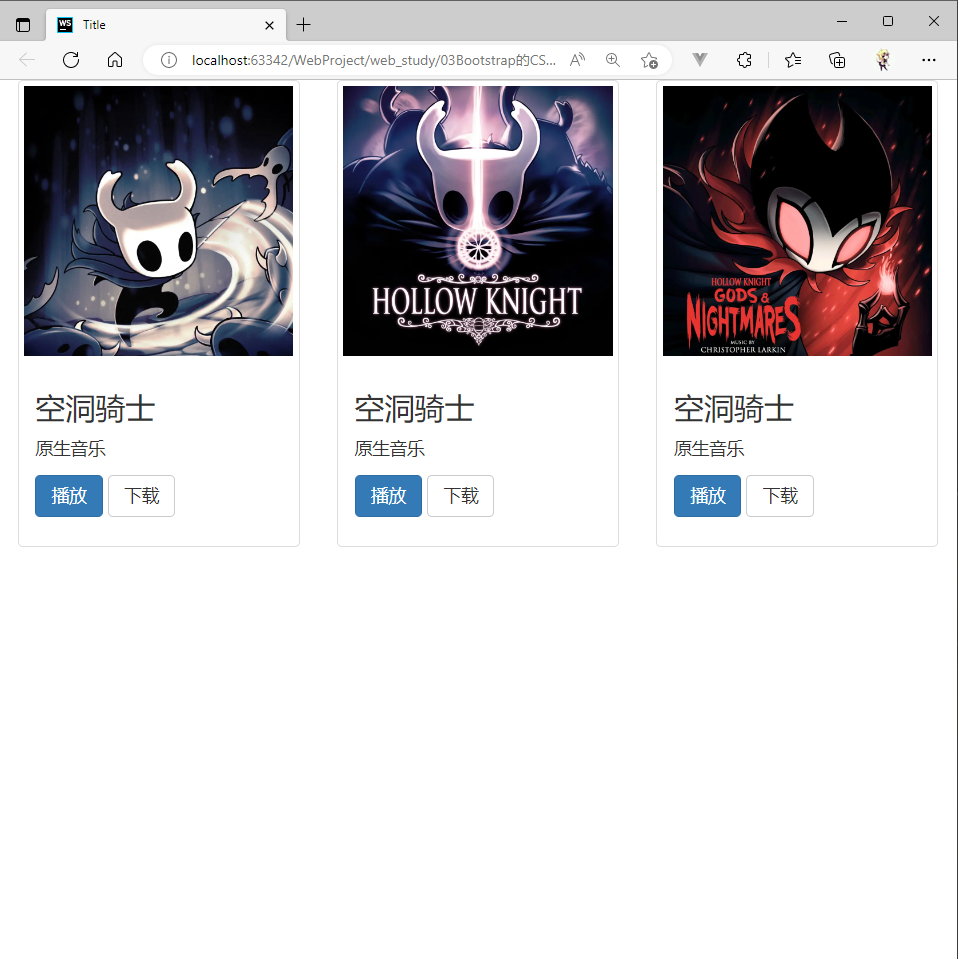 WS Title
localhost:63342/WebProject/web_study/03Bootstrap的CS...
HOLLOW KNIGHT
HOLLOW KNIGHT
GODS &
NIGHTMARES
MUSIC BY
CHRISTOPHER LARKIN
空洞骑士
原生音乐
播放 下载
空洞骑士
原生音乐
播放 下载
空洞骑士
原生音乐
播放 下载